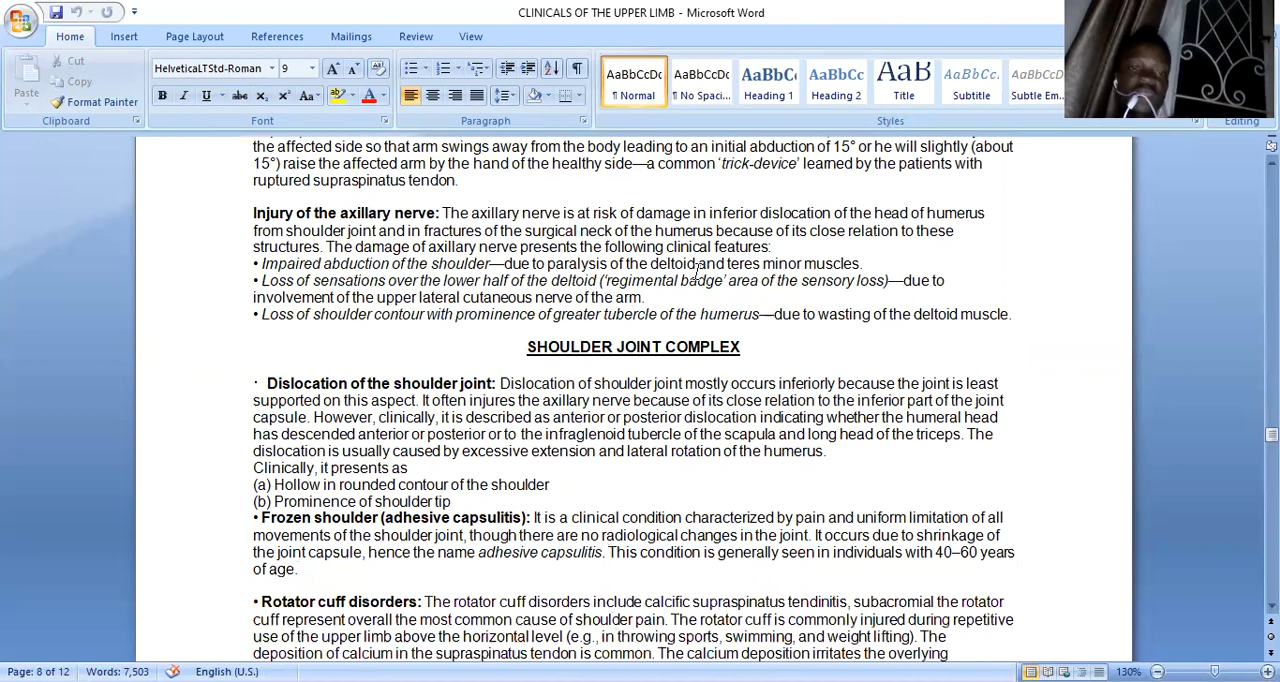 CLINICALS OF THE UPPER LIMB - Microsoft Word
Home Insert Page Layout References Mailings Review View
Cut
Copy
Paste
Format Painter
HelveticaLTStd-Roman 9
AaBbCcDc AaBbCcDc AaBbCc AaBbCc AaB AaBbCc. AaBbCcDc
¶ Normal ¶ No Spaci... Heading 1 Heading 2 Title Subtitle Subtle Em...
Clipboard Font Paragraph Styles Editing
the affected side so that arm swings away from the body leading to an initial abduction of 15° or he will slightly (about
15°) raise the affected arm by the hand of the healthy side—a common ‘trick-device’ learned by the patients with
ruptured supraspinatus tendon.
Injury of the axillary nerve: The axillary nerve is at risk of damage in inferior dislocation of the head of humerus
from shoulder joint and in fractures of the surgical neck of the humerus because of its close relation to these
structures. The damage of axillary nerve presents the following clinical features:
• Impaired abduction of the shoulder—due to paralysis of the deltoid and teres minor muscles.
• Loss of sensations over the lower half of the deltoid (‘regimental badge’ area of the sensory loss)—due to
involvement of the upper lateral cutaneous nerve of the arm.
• Loss of shoulder contour with prominence of greater tubercle of the humerus—due to wasting of the deltoid muscle.
SHOULDER JOINT COMPLEX
· Dislocation of the shoulder joint: Dislocation of shoulder joint mostly occurs inferiorly because the joint is least
supported on this aspect. It often injures the axillary nerve because of its close relation to the inferior part of the joint
capsule. However, clinically, it is described as anterior or posterior dislocation indicating whether the humeral head
has descended anterior or posterior or to the infraglenoid tubercle of the scapula and long head of the triceps. The
dislocation is usually caused by excessive extension and lateral rotation of the humerus.
Clinically, it presents as
(a) Hollow in rounded contour of the shoulder
(b) Prominence of shoulder tip
• Frozen shoulder (adhesive capsulitis): It is a clinical condition characterized by pain and uniform limitation of all
movements of the shoulder joint, though there are no radiological changes in the joint. It occurs due to shrinkage of
the joint capsule, hence the name adhesive capsulitis. This condition is generally seen in individuals with 40–60 years
of age.
• Rotator cuff disorders: The rotator cuff disorders include calcific supraspinatus tendinitis, subacromial the rotator
cuff represent overall the most common cause of shoulder pain. The rotator cuff is commonly injured during repetitive
use of the upper limb above the horizontal level (e.g., in throwing sports, swimming, and weight lifting). The
deposition of calcium in the supraspinatus tendon is common. The calcium deposition irritates the overlying
Page: 8 of 12 Words: 7,503 English (U.S.) 130%